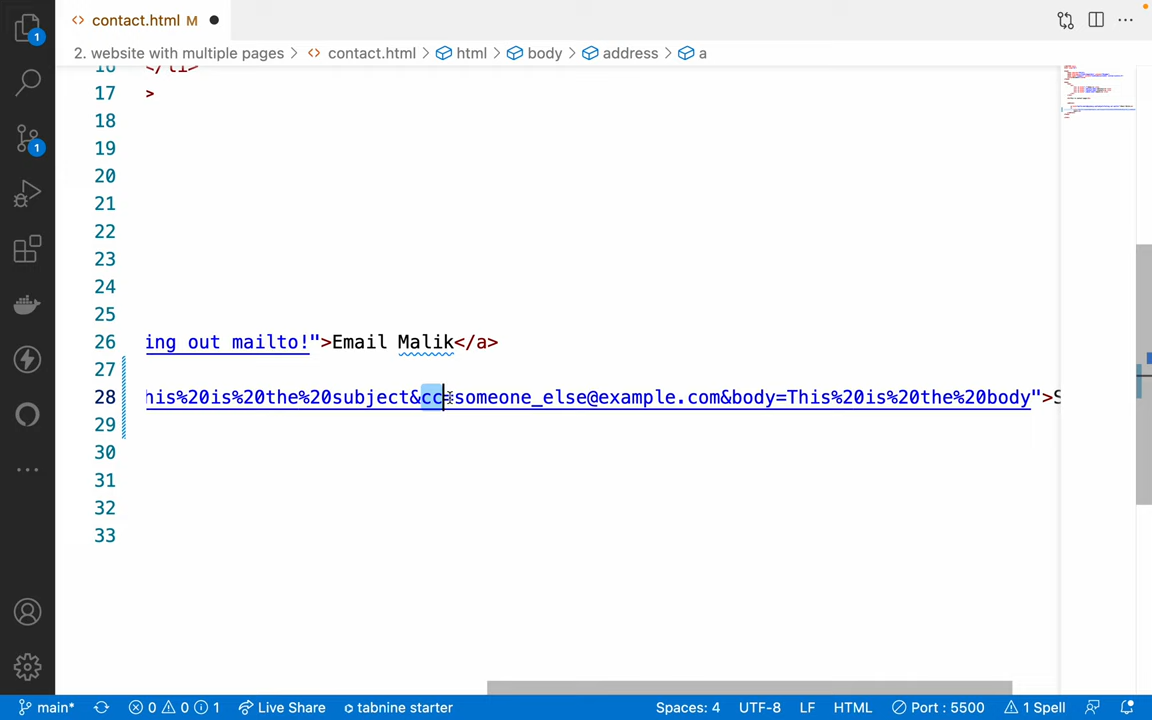 contact.html M
2. website with multiple pages > contact.html > html > body > address > a
16 </li>
17 >
18
19
20
21
22
23
24
25
26 ing out mailto!">Email Malik</a>
27
28 his%20is%20the%20subject&cc=someone_else@example.com&body=This%20is%20the%20body">S
29
30
31
32
33
1
1
main* 0 0 1 Live Share tabnine starter Spaces: 4 UTF-8 LF HTML Port : 5500 1 Spell